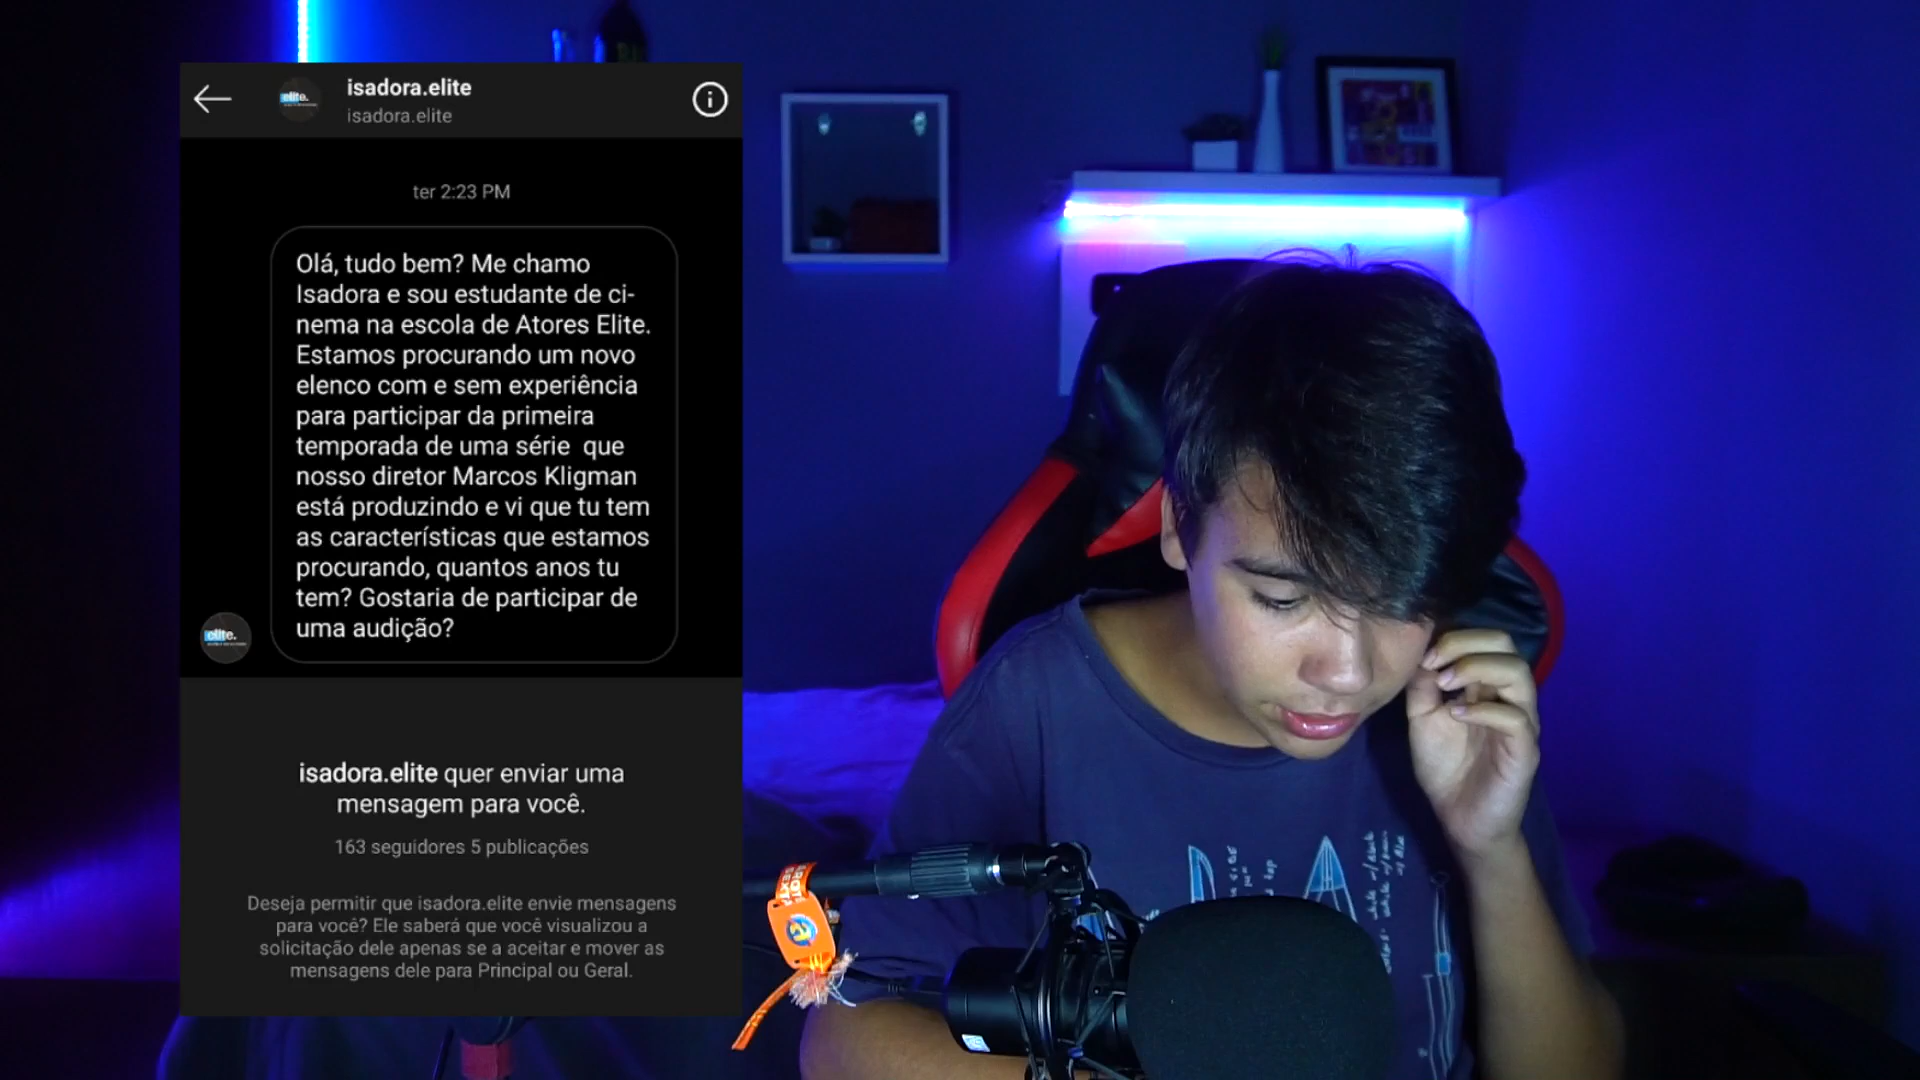 isadora.elite
isadora.elite
elite.
ter 2:23 PM
Olá, tudo bem? Me chamo
Isadora e sou estudante de ci-
nema na escola de Atores Elite.
Estamos procurando um novo
elenco com e sem experiência
para participar da primeira
temporada de uma série  que
nosso diretor Marcos Kligman
está produzindo e vi que tu tem
as características que estamos
procurando, quantos anos tu
tem? Gostaria de participar de
uma audição?
elite.
isadora.elite quer enviar uma
mensagem para você.
163 seguidores 5 publicações
Deseja permitir que isadora.elite envie mensagens
para você? Ele saberá que você visualizou a
solicitação dele apenas se a aceitar e mover as
mensagens dele para Principal ou Geral.